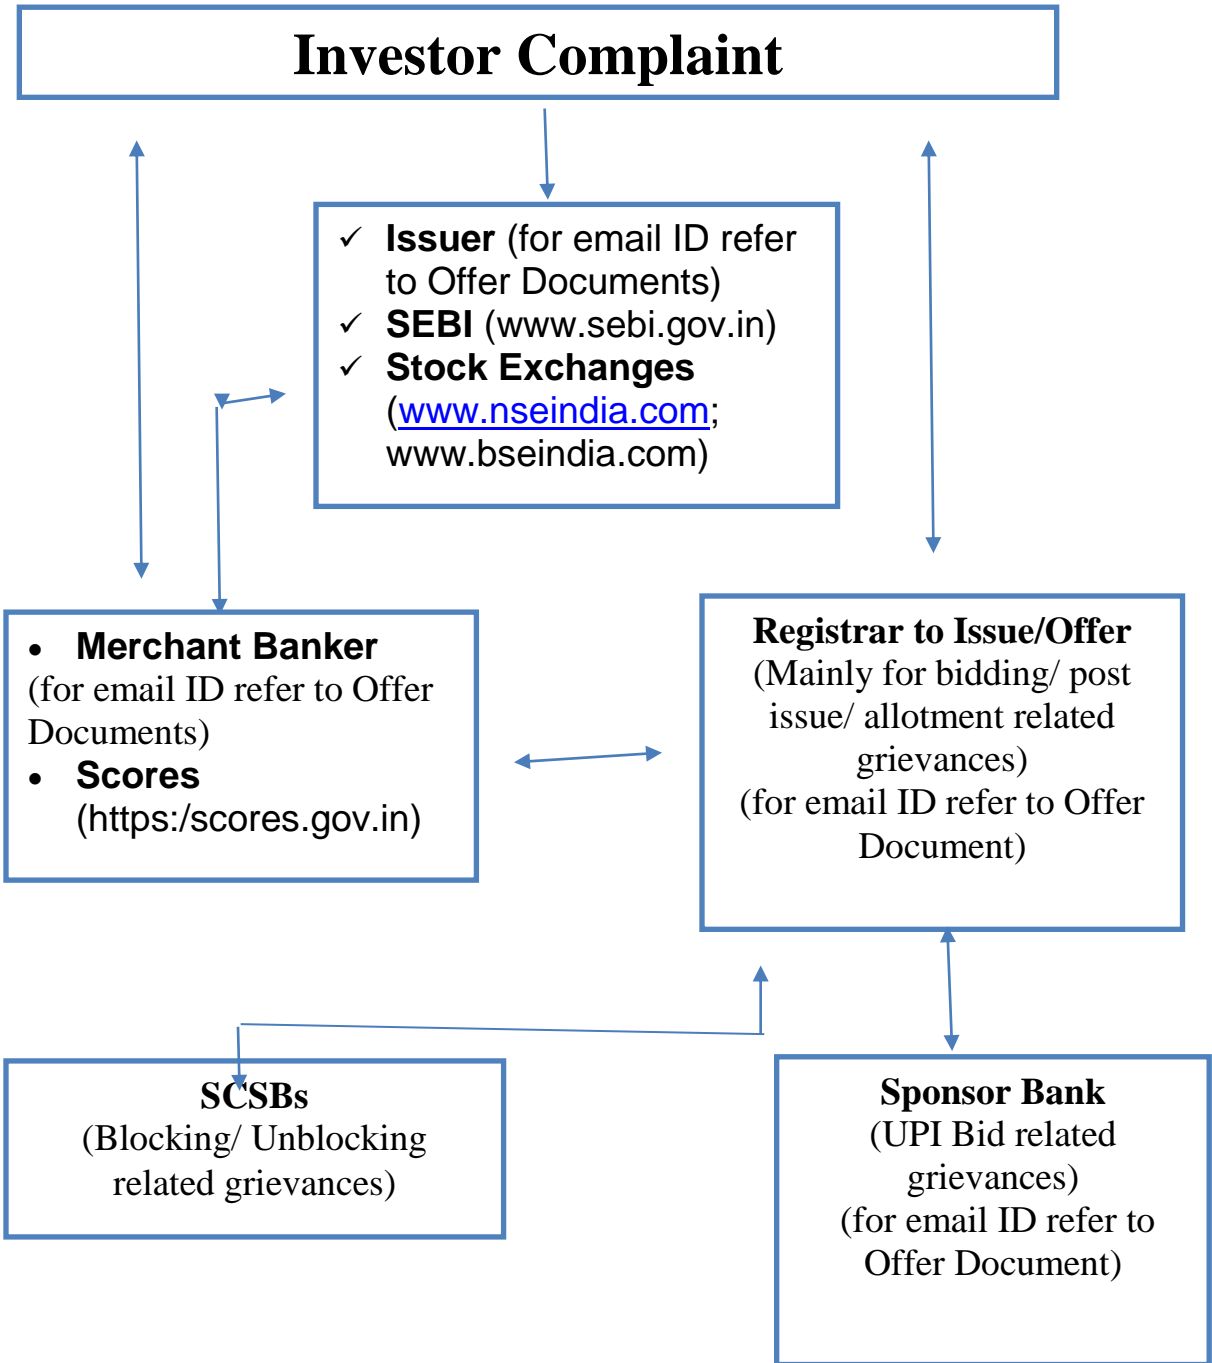 Investor Complaint
✓ Issuer (for email ID refer
to Offer Documents)
✓ SEBI (www.sebi.gov.in)
✓ Stock Exchanges
(www.nseindia.com;
www.bseindia.com)
• Merchant Banker
(for email ID refer to Offer
Documents)
• Scores
(https:/scores.gov.in)
Registrar to Issue/Offer
(Mainly for bidding/ post
issue/ allotment related
grievances)
(for email ID refer to Offer
Document)
SCSBs
(Blocking/ Unblocking
related grievances)
Sponsor Bank
(UPI Bid related
grievances)
(for email ID refer to
Offer Document)